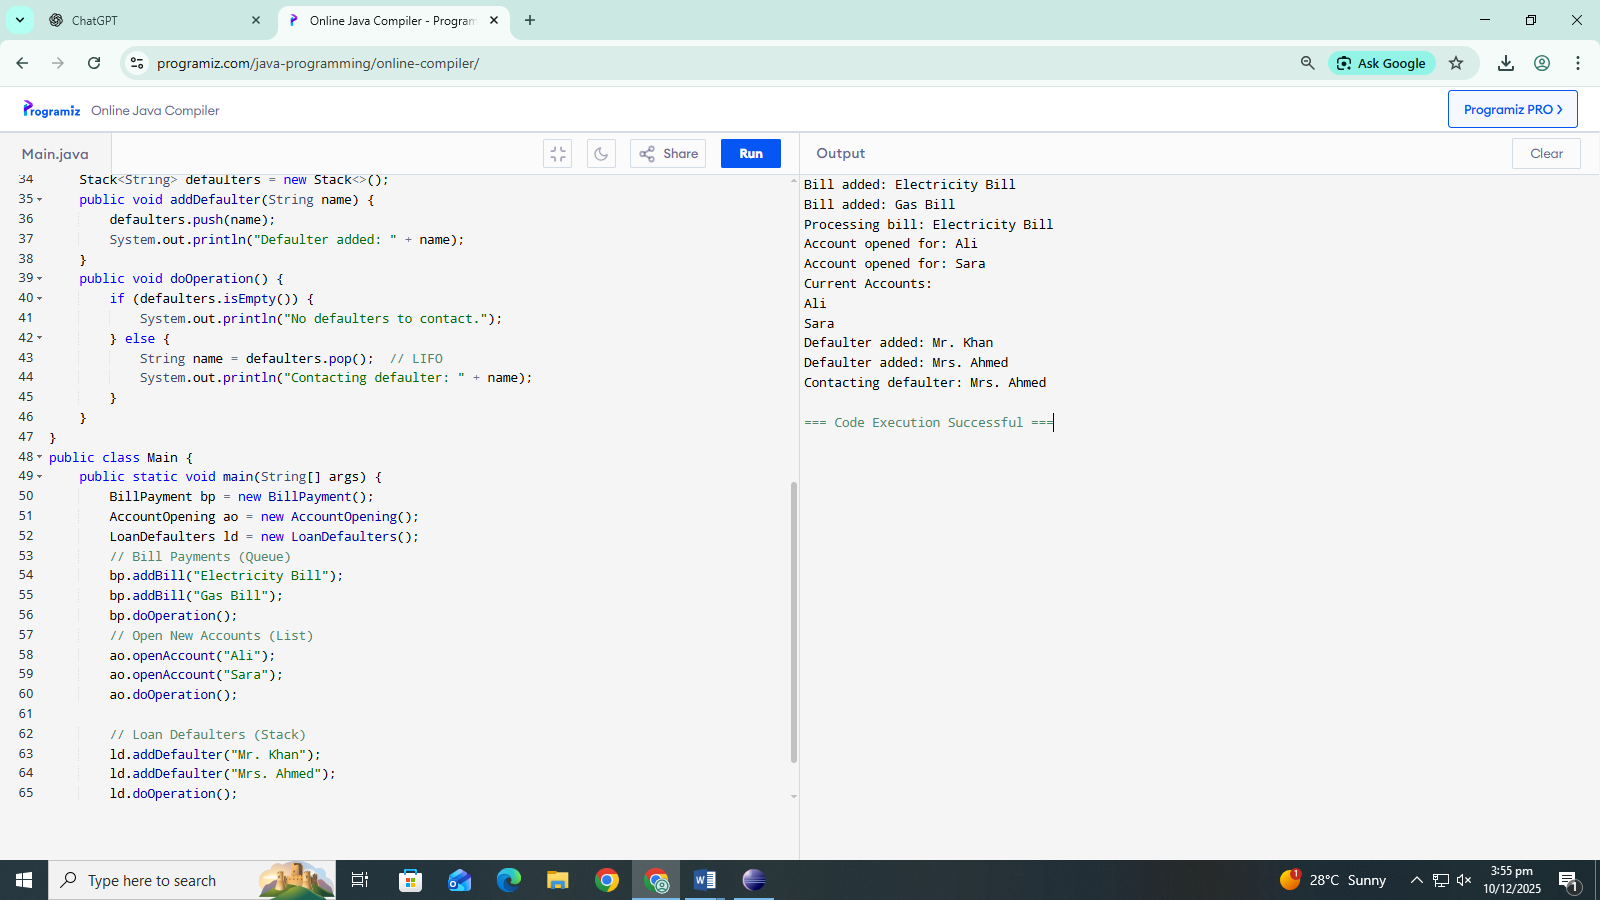 ChatGPT
Online Java Compiler - Program
programiz.com/java-programming/online-compiler/
Ask Google
Programiz
Online Java Compiler
Programiz PRO
Main.java
Share
Run
Output
Clear
34 Stack<String> defaulters = new Stack<>();
35 public void addDefaulter(String name) {
36 defaulters.push(name);
37 System.out.println("Defaulter added: " + name);
38 }
39 public void doOperation() {
40 if (defaulters.isEmpty()) {
41 System.out.println("No defaulters to contact.");
42 } else {
43 String name = defaulters.pop();  // LIFO
44 System.out.println("Contacting defaulter: " + name);
45 }
46 }
47 }
48 public class Main {
49 public static void main(String[] args) {
50 BillPayment bp = new BillPayment();
51 AccountOpening ao = new AccountOpening();
52 LoanDefaulters ld = new LoanDefaulters();
53 // Bill Payments (Queue)
54 bp.addBill("Electricity Bill");
55 bp.addBill("Gas Bill");
56 bp.doOperation();
57 // Open New Accounts (List)
58 ao.openAccount("Ali");
59 ao.openAccount("Sara");
60 ao.doOperation();
61
62 // Loan Defaulters (Stack)
63 ld.addDefaulter("Mr. Khan");
64 ld.addDefaulter("Mrs. Ahmed");
65 ld.doOperation();
Bill added: Electricity Bill
Bill added: Gas Bill
Processing bill: Electricity Bill
Account opened for: Ali
Account opened for: Sara
Current Accounts:
Ali
Sara
Defaulter added: Mr. Khan
Defaulter added: Mrs. Ahmed
Contacting defaulter: Mrs. Ahmed
=== Code Execution Successful ===
Type here to search
1
28°C Sunny
3:55 pm
10/12/2025
1